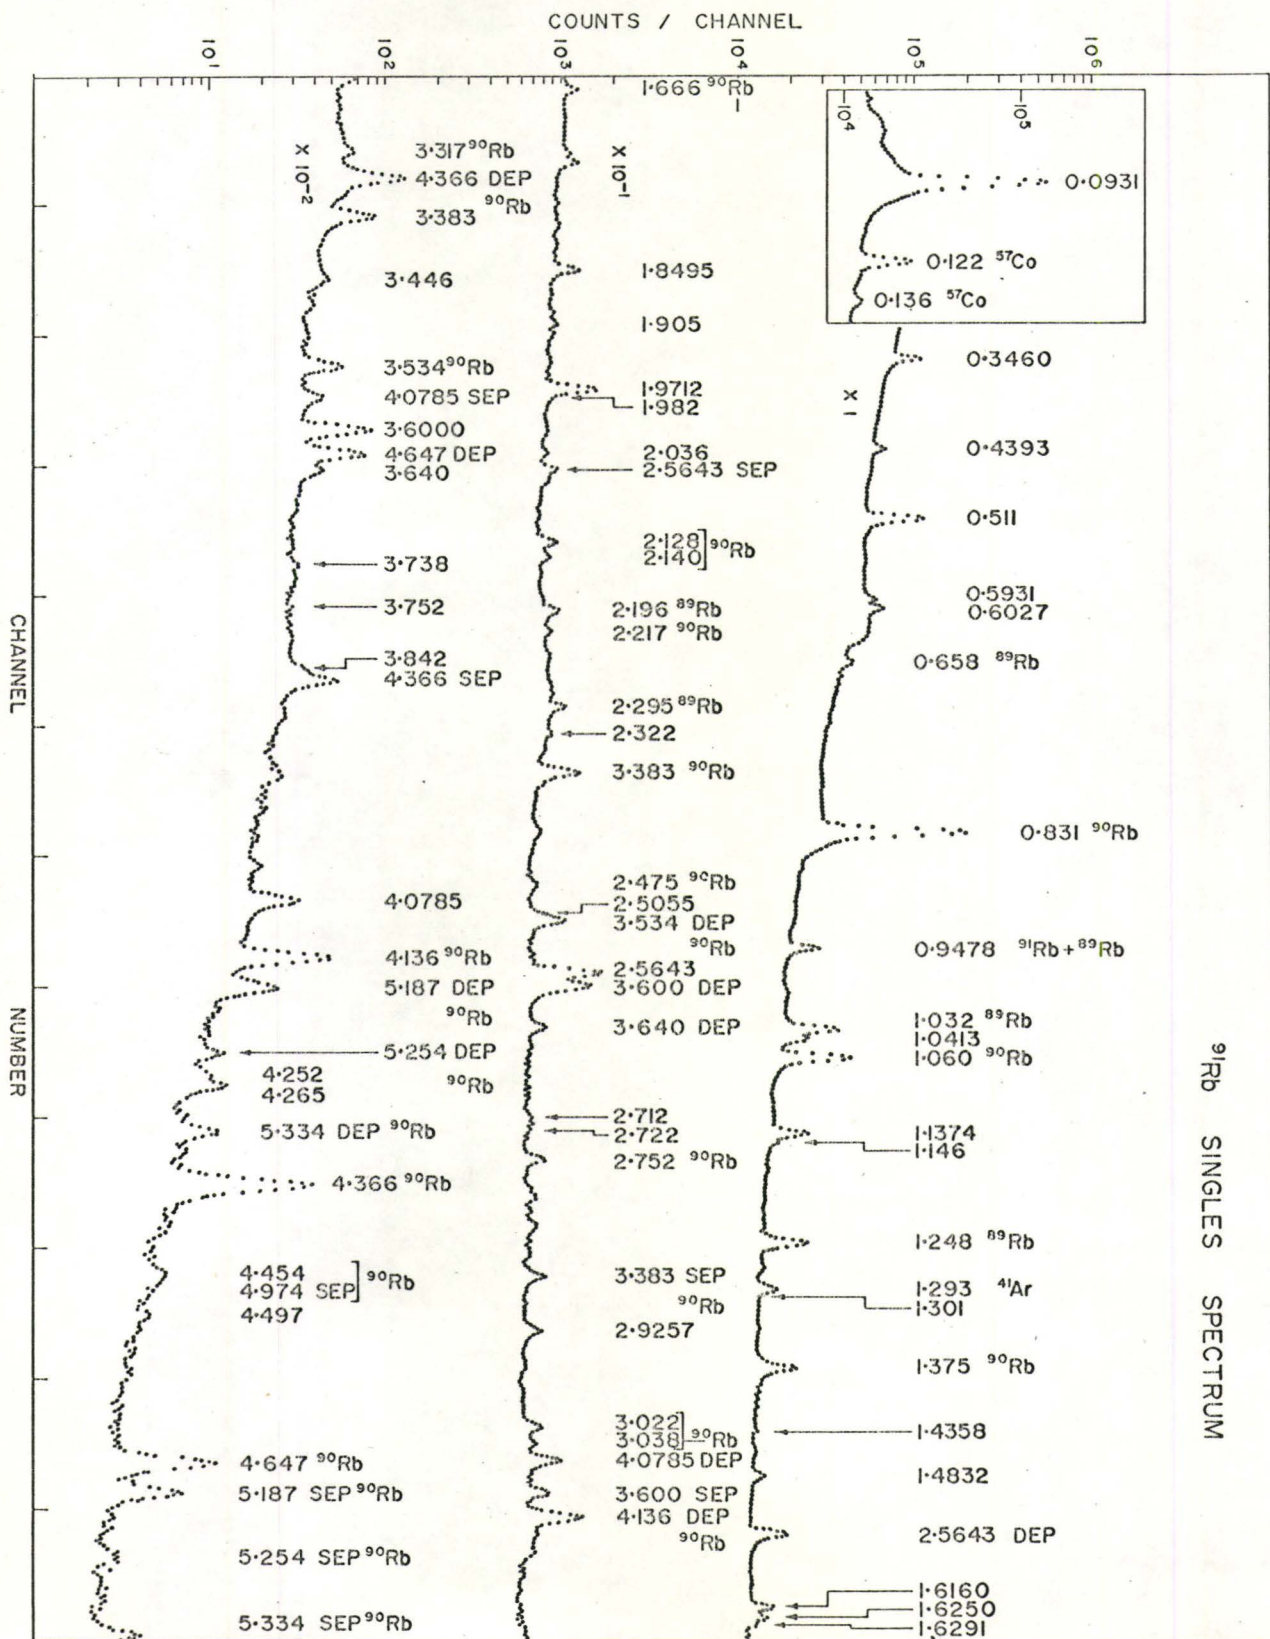 COUNTS / CHANNEL
10¹
10²
10³
10⁴
10⁵
10⁶
⁹¹Rb SINGLES SPECTRUM
CHANNEL NUMBER
10⁴
10⁵
0.0931
0.122 ⁵⁷Co
0.136 ⁵⁷Co
X 1
0.3460
0.4393
0.511
0.5931
0.6027
0.658 ⁸⁹Rb
0.831 ⁹⁰Rb
0.9478 ⁹¹Rb+⁸⁹Rb
1.032 ⁸⁹Rb
1.0413
1.060 ⁹⁰Rb
1.1374
1.146
1.248 ⁸⁹Rb
1.293 ⁴¹Ar
1.301
1.375 ⁹⁰Rb
1.4358
1.4832
2.5643 DEP
1.6160
1.6250
1.6291
1.666 ⁹⁰Rb
X 10⁻¹
1.8495
1.905
1.9712
1.982
2.036
2.5643 SEP
2.128
2.140 ⁹⁰Rb
2.196 ⁸⁹Rb
2.217 ⁹⁰Rb
2.295 ⁸⁹Rb
2.322
3.383 ⁹⁰Rb
2.475 ⁹⁰Rb
2.5055
3.534 DEP
⁹⁰Rb
2.5643
3.600 DEP
3.640 DEP
2.712
2.722
2.752 ⁹⁰Rb
3.383 SEP
⁹⁰Rb
2.9257
3.022
3.038 ⁹⁰Rb
4.0785 DEP
3.600 SEP
4.136 DEP
⁹⁰Rb
3.317 ⁹⁰Rb
4.366 DEP
⁹⁰Rb
3.383
X 10⁻²
3.446
3.534 ⁹⁰Rb
4.0785 SEP
3.6000
4.647 DEP
3.640
3.738
3.752
3.842
4.366 SEP
4.0785
4.136 ⁹⁰Rb
5.187 DEP
⁹⁰Rb
5.254 DEP
4.252 ⁹⁰Rb
4.265
5.334 DEP ⁹⁰Rb
4.366 ⁹⁰Rb
4.454
4.974 SEP ⁹⁰Rb
4.497
4.647 ⁹⁰Rb
5.187 SEP ⁹⁰Rb
5.254 SEP ⁹⁰Rb
5.334 SEP ⁹⁰Rb